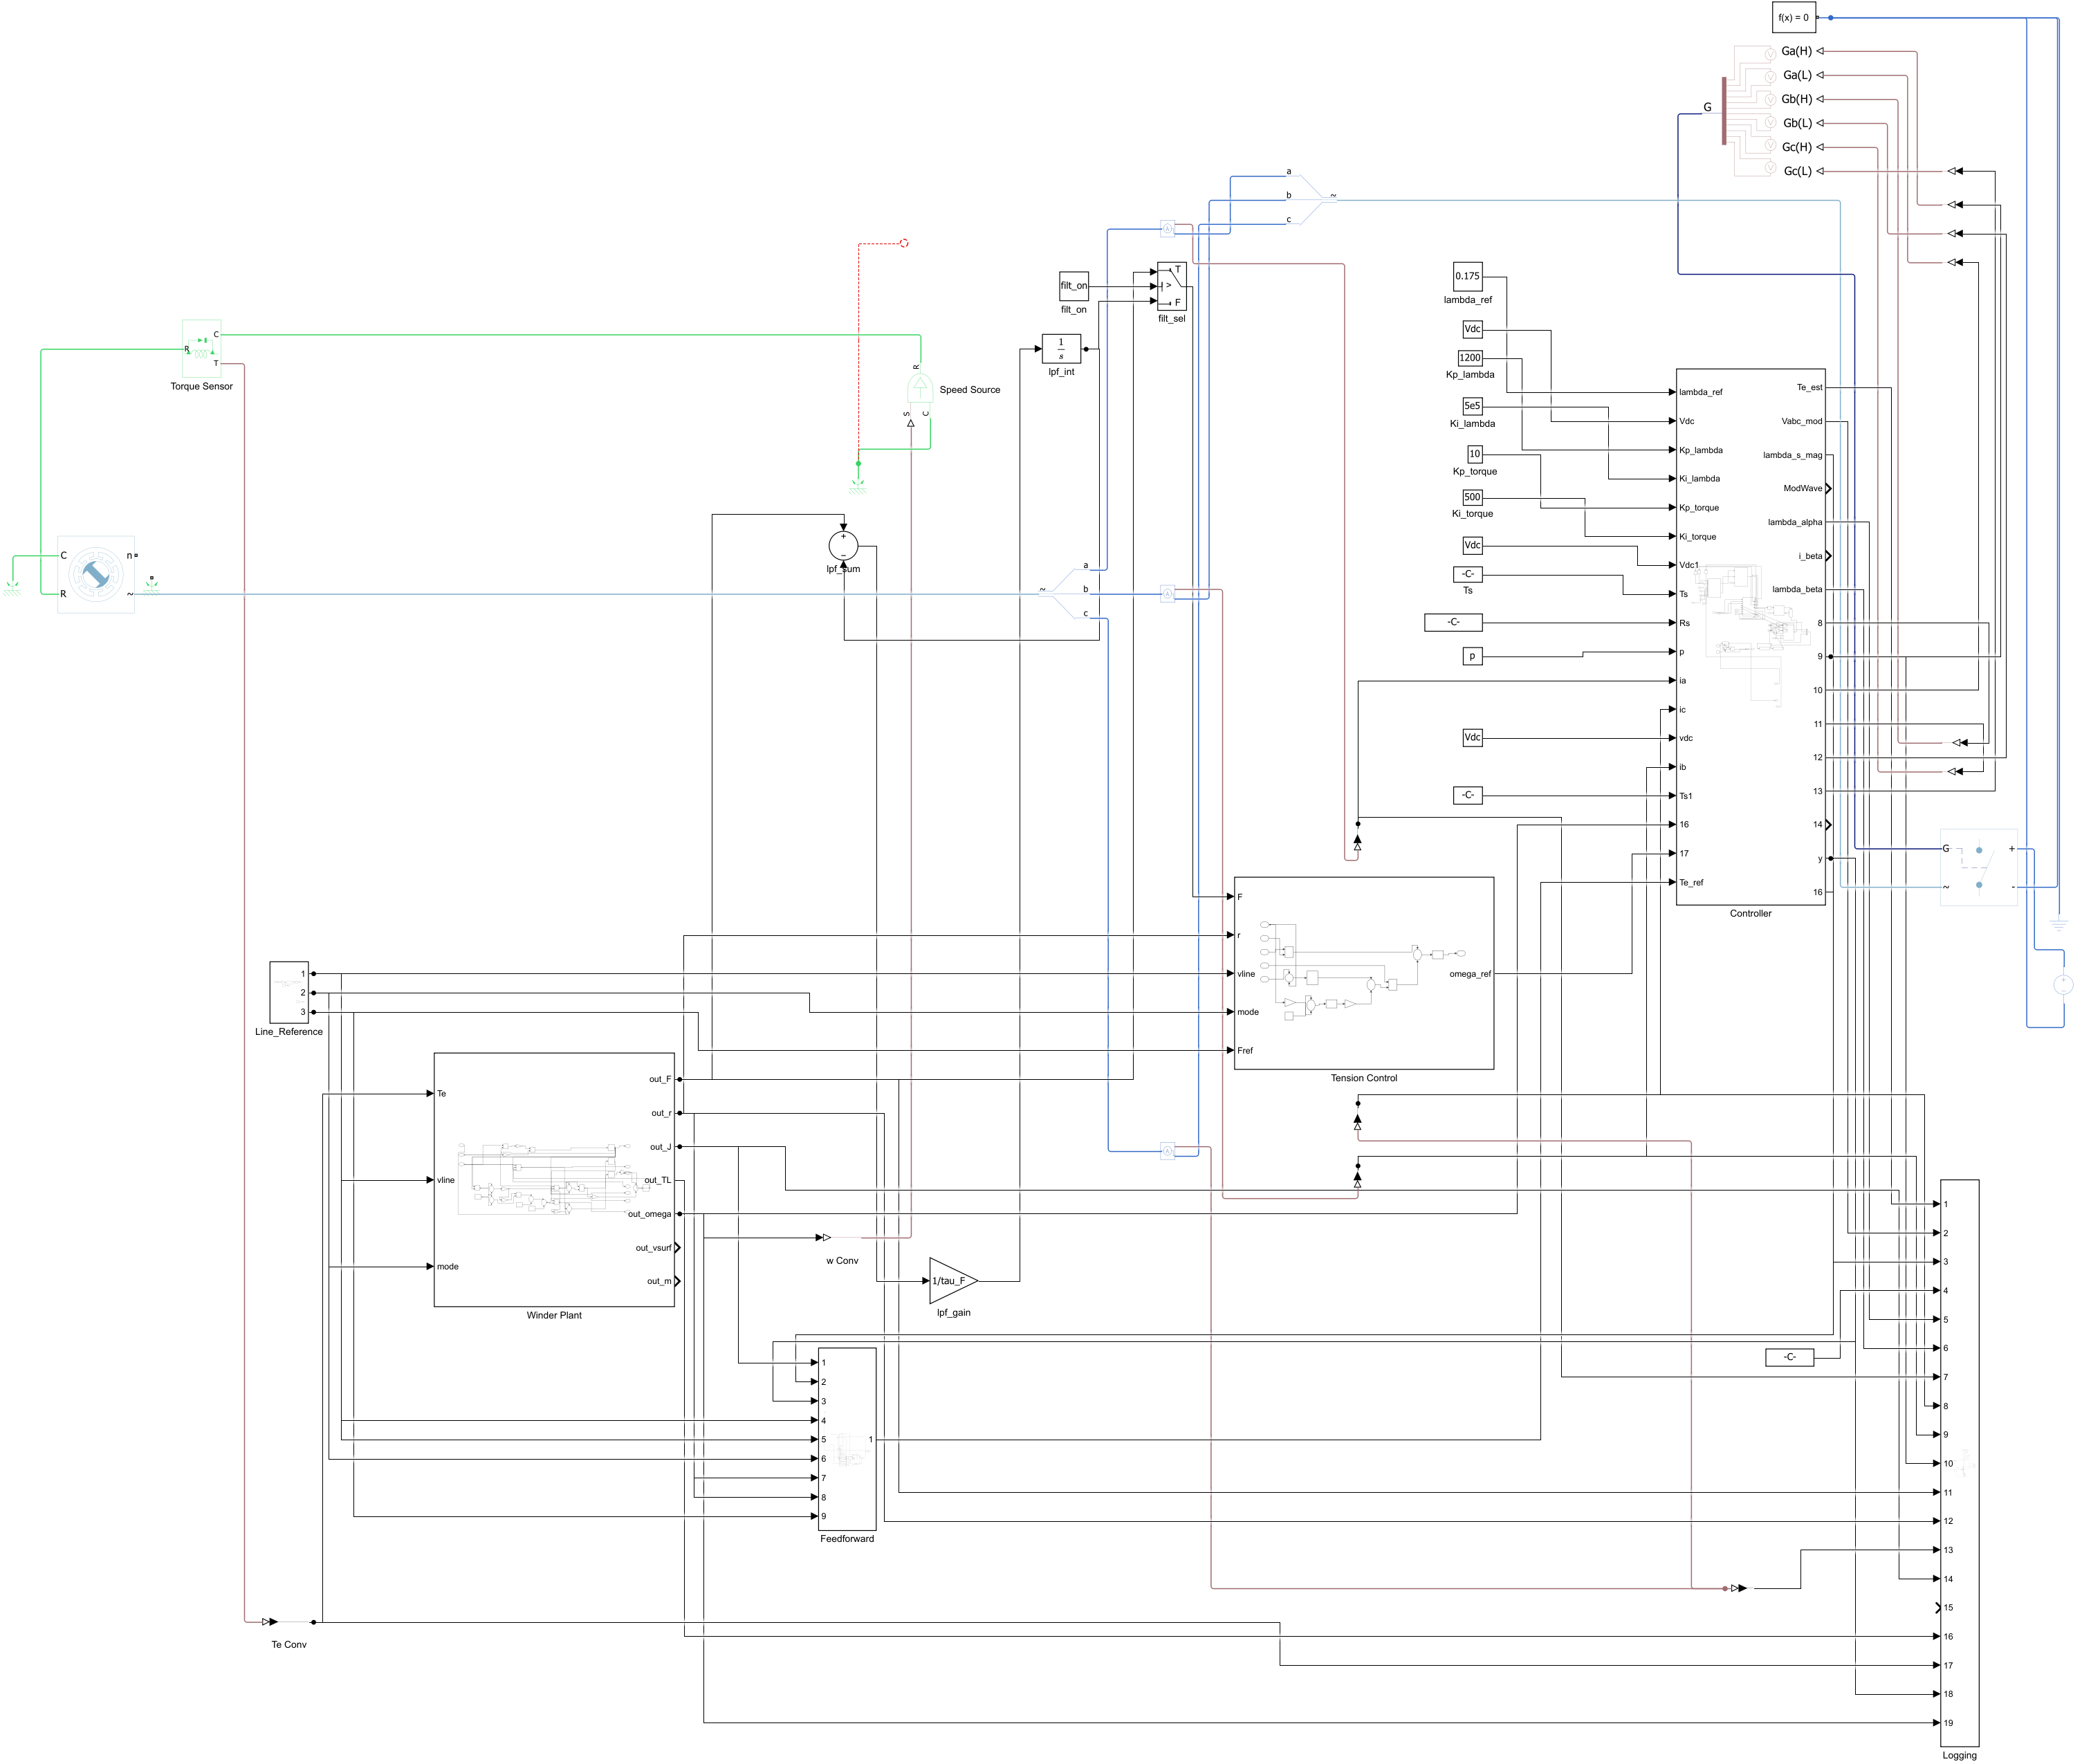 f(x) = 0
Ga(H)
Ga(L)
Gb(H)
Gb(L)
Gc(H)
Gc(L)
G
a
b
c
~
filt_on
filt_on
T
>
F
filt_sel
1
s
lpf_int
0.175
lambda_ref
Vdc
1200
Kp_lambda
5e5
Ki_lambda
10
Kp_torque
500
Ki_torque
Vdc
-C-
Ts
-C-
p
Vdc
-C-
C
R
T
Torque Sensor
R
S
C
Speed Source
C
R
n
~
+
−
lpf_sum
~
a
b
c
A
A
A
lambda_ref
Vdc
Kp_lambda
Ki_lambda
Kp_torque
Ki_torque
Vdc1
Ts
Rs
p
ia
ic
vdc
ib
Ts1
16
17
Te_ref
Te_est
Vabc_mod
lambda_s_mag
ModWave
lambda_alpha
i_beta
lambda_beta
8
9
10
11
12
13
14
y
16
Controller
G
~
+
-
F
r
vline
mode
Fref
omega_ref
Tension Control
1
2
3
Line_Reference
Te
vline
mode
out_F
out_r
out_J
out_TL
out_omega
out_vsurf
out_m
Winder Plant
w Conv
1/tau_F
lpf_gain
1
2
3
4
5
6
7
8
9
1
Feedforward
-C-
Te Conv
1
2
3
4
5
6
7
8
9
10
11
12
13
14
15
16
17
18
19
Logging